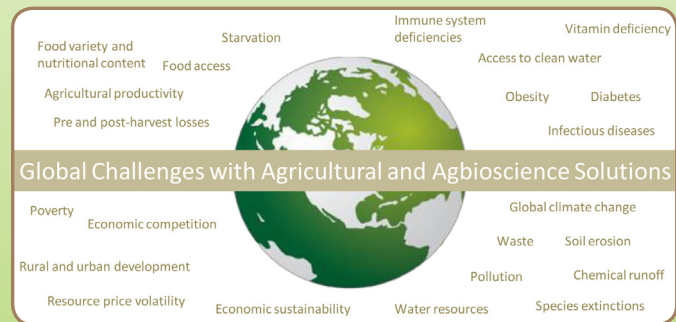 Food variety and
nutritional content
Starvation
Food access
Agricultural productivity
Pre and post-harvest losses
Immune system
deficiencies
Vitamin deficiency
Access to clean water
Obesity
Diabetes
Infectious diseases
Global Challenges with Agricultural and Agbioscience Solutions
Poverty
Economic competition
Rural and urban development
Resource price volatility
Economic sustainability
Global climate change
Waste
Soil erosion
Pollution
Chemical runoff
Water resources
Species extinctions